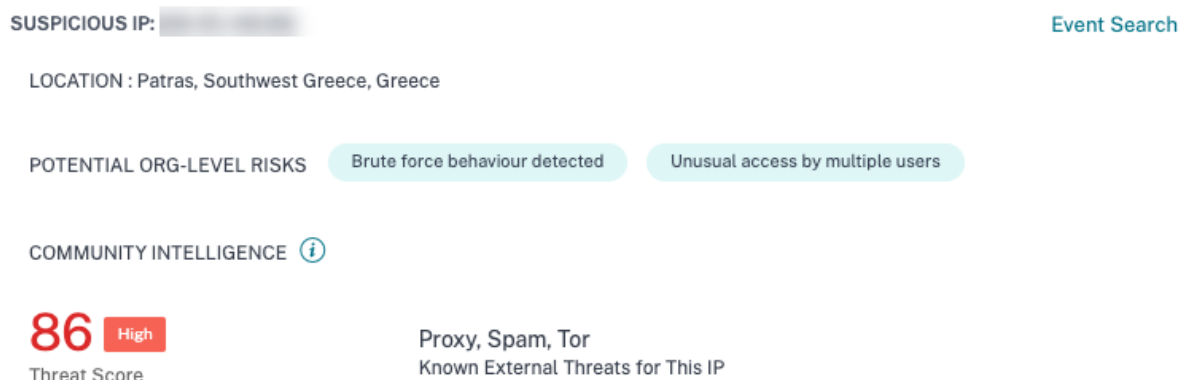 SUSPICIOUS IP:
Event Search
LOCATION : Patras, Southwest Greece, Greece
POTENTIAL ORG-LEVEL RISKS Brute force behaviour detected Unusual access by multiple users
COMMUNITY INTELLIGENCE i
86 High
Proxy, Spam, Tor
Threat Score
Known External Threats for This IP